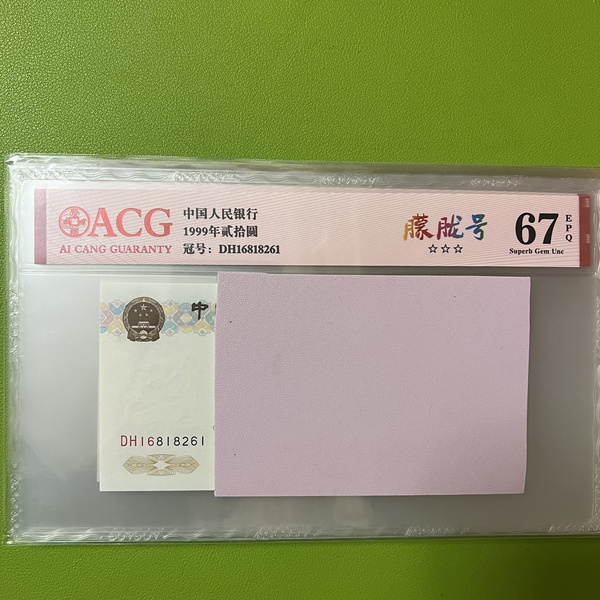 ACG
AI CANG GUARANTY
中国人民银行
1999年贰拾圆
冠号：DH16818261
朦胧号
☆☆☆
67
EPQ
Superb Gem Unc
中
DH16818261